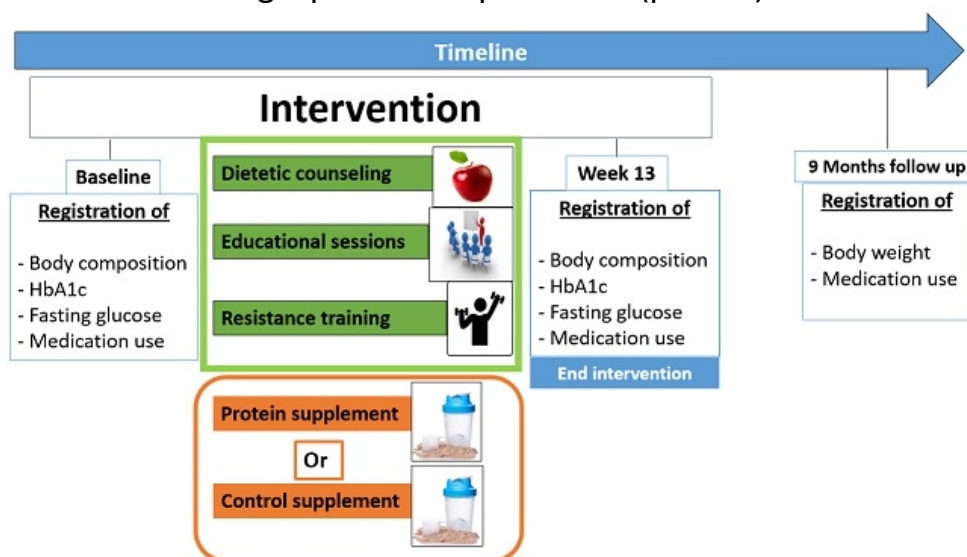 Timeline
Intervention
Baseline
Registration of
- Body composition
- HbA1c
- Fasting glucose
- Medication use
Dietetic counseling
Educational sessions
Resistance training
Protein supplement
Or
Control supplement
Week 13
Registration of
- Body composition
- HbA1c
- Fasting glucose
- Medication use
End intervention
9 Months follow up
Registration of
- Body weight
- Medication use